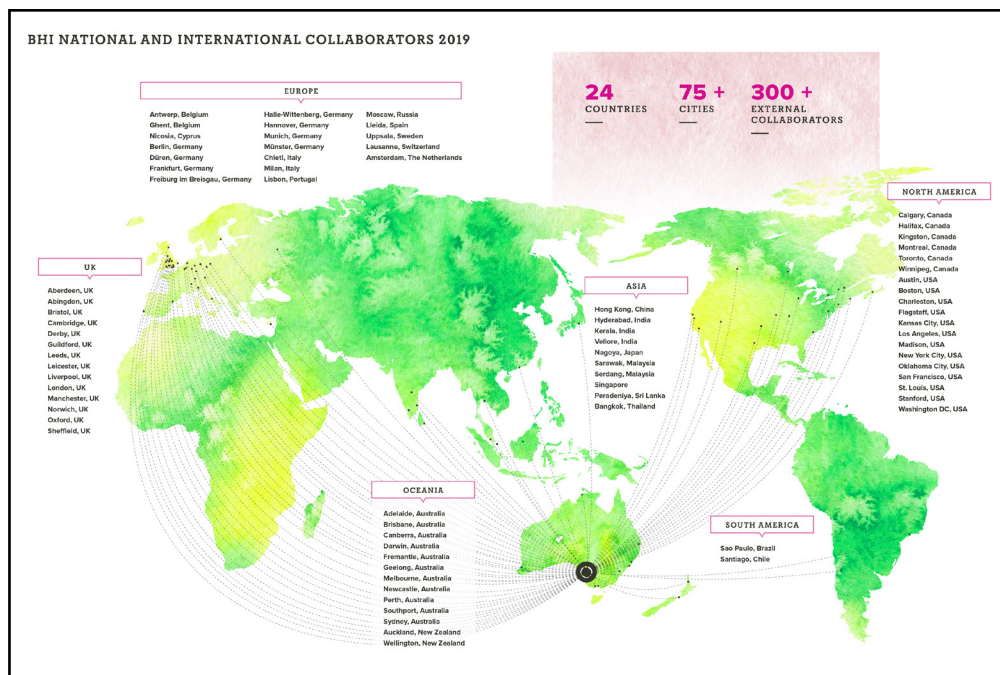 BHI NATIONAL AND INTERNATIONAL COLLABORATORS 2019
24
COUNTRIES
75 +
CITIES
300 +
EXTERNAL
COLLABORATORS
EUROPE
Antwerp, Belgium
Ghent, Belgium
Nicosia, Cyprus
Berlin, Germany
Düren, Germany
Frankfurt, Germany
Freiburg im Breisgau, Germany
Halle-Wittenberg, Germany
Hannover, Germany
Munich, Germany
Münster, Germany
Chieti, Italy
Milan, Italy
Lisbon, Portugal
Moscow, Russia
Lleida, Spain
Uppsala, Sweden
Lausanne, Switzerland
Amsterdam, The Netherlands
NORTH AMERICA
Calgary, Canada
Halifax, Canada
Kingston, Canada
Montreal, Canada
Toronto, Canada
Winnipeg, Canada
Austin, USA
Boston, USA
Charleston, USA
Flagstaff, USA
Kansas City, USA
Los Angeles, USA
Madison, USA
New York City, USA
Oklahoma City, USA
San Francisco, USA
St. Louis, USA
Stanford, USA
Washington DC, USA
UK
Aberdeen, UK
Abingdon, UK
Bristol, UK
Cambridge, UK
Derby, UK
Guildford, UK
Leeds, UK
Leicester, UK
Liverpool, UK
London, UK
Manchester, UK
Norwich, UK
Oxford, UK
Sheffield, UK
ASIA
Hong Kong, China
Hyderabad, India
Kerala, India
Vellore, India
Nagoya, Japan
Sarawak, Malaysia
Serdang, Malaysia
Singapore
Peradeniya, Sri Lanka
Bangkok, Thailand
OCEANIA
Adelaide, Australia
Brisbane, Australia
Canberra, Australia
Darwin, Australia
Fremantle, Australia
Geelong, Australia
Melbourne, Australia
Newcastle, Australia
Perth, Australia
Southport, Australia
Sydney, Australia
Auckland, New Zealand
Wellington, New Zealand
SOUTH AMERICA
Sao Paulo, Brazil
Santiago, Chile